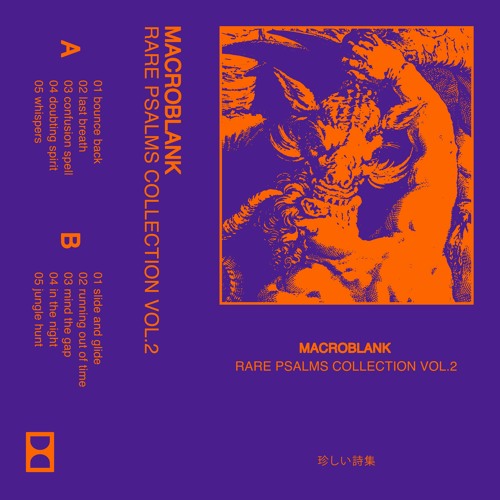 MACROBLANK
RARE PSALMS COLLECTION VOL.2
A
01 bounce back
02 last breath
03 confusion spell
04 doubting spirit
05 whispers
B
01 slide and glide
02 running out of time
03 mind the gap
04 in the night
05 jungle hunt
MACROBLANK
RARE PSALMS COLLECTION VOL.2
珍しい詩集